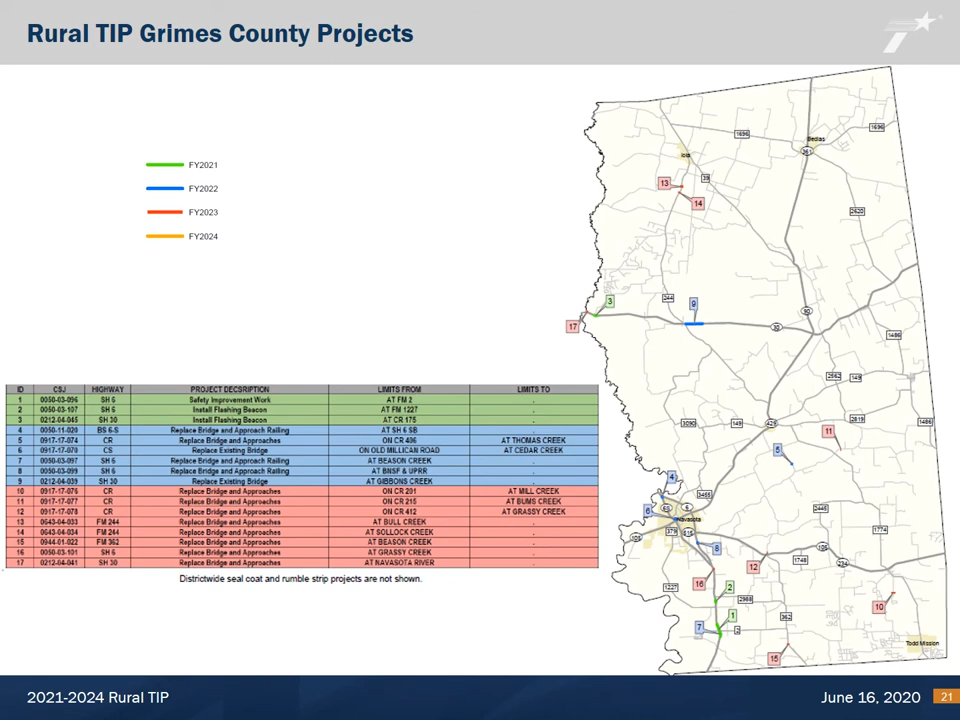 Rural TIP Grimes County Projects
FY2021
FY2022
FY2023
FY2024
ID CSJ HIGHWAY PROJECT DECSRIPTION LIMITS FROM LIMITS TO
1 0050-03-096 SH 6 Safety Improvement Work AT FM 2 .
2 0050-03-107 SH 6 Install Flashing Beacon AT FM 1227 .
3 0212-04-045 SH 30 Install Flashing Beacon AT CR 175 .
4 0050-11-020 BS 6-S Replace Bridge and Approach Railing AT SH 6 SB .
5 0917-17-074 CR Replace Bridge and Approaches ON CR 406 AT THOMAS CREEK
6 0917-17-079 CS Replace Existing Bridge ON OLD MILLICAN ROAD AT CEDAR CREEK
7 0050-03-097 SH 6 Replace Bridge and Approach Railing AT BEASON CREEK .
8 0050-03-099 SH 6 Replace Bridge and Approach Railing AT BNSF & UPRR .
9 0212-04-039 SH 30 Replace Existing Bridge AT GIBBONS CREEK .
10 0917-17-076 CR Replace Bridge and Approaches ON CR 201 AT MILL CREEK
11 0917-17-077 CR Replace Bridge and Approaches ON CR 215 AT BUMS CREEK
12 0917-17-078 CR Replace Bridge and Approaches ON CR 412 AT GRASSY CREEK
13 0643-04-033 FM 244 Replace Bridge and Approaches AT BULL CREEK .
14 0643-04-034 FM 244 Replace Bridge and Approaches AT SOLLOCK CREEK .
15 0944-01-022 FM 362 Replace Bridge and Approaches AT BEASON CREEK .
16 0050-03-101 SH 6 Replace Bridge and Approaches AT GRASSY CREEK .
17 0212-04-041 SH 30 Replace Bridge and Approaches AT NAVASOTA RIVER .
Districtwide seal coat and rumble strip projects are not shown.
1696
1696
Bedias
Iola
13
39
14
2620
3
244
9
17
90
30
1486
2562 149
3090 149
2819
1486
11
5
4
3455
6
Navasota
2445
1774
8
1748
12
16
1227
2
2988
1
362
10
7
2
15
Todd Mission
2021-2024 Rural TIP
June 16, 2020
21